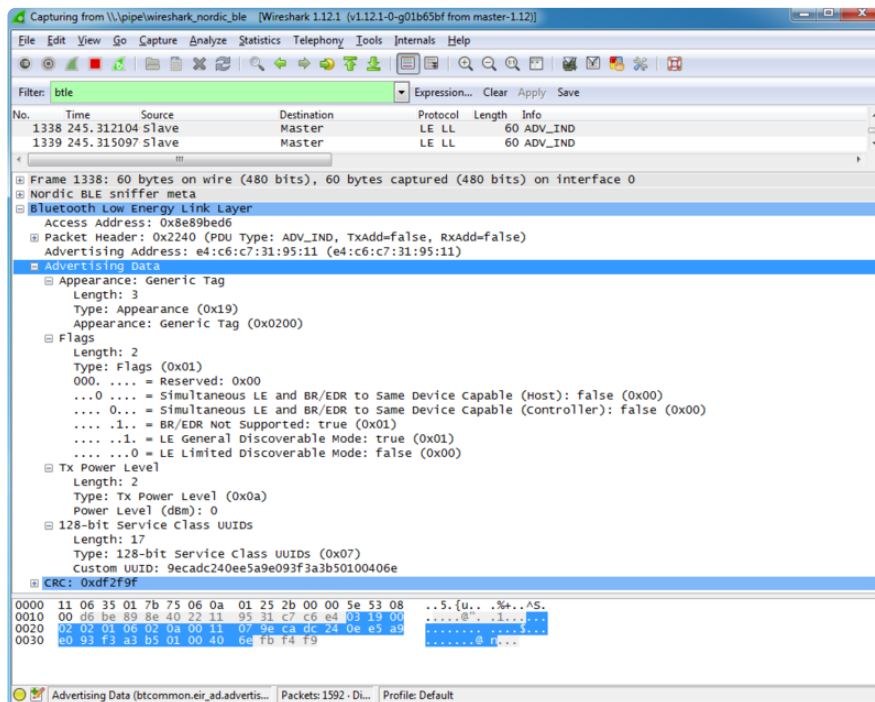 Capturing from \\.\pipe\wireshark_nordic_ble [Wireshark 1.12.1 (v1.12.1-0-g01b65bf from master-1.12)]
File Edit View Go Capture Analyze Statistics Telephony Tools Internals Help
Filter: btle Expression... Clear Apply Save
No. Time Source Destination Protocol Length Info
1338 245.312104 Slave Master LE LL 60 ADV_IND
1339 245.315097 Slave Master LE LL 60 ADV_IND
Frame 1338: 60 bytes on wire (480 bits), 60 bytes captured (480 bits) on interface 0
Nordic BLE sniffer meta
Bluetooth Low Energy Link Layer
Access Address: 0x8e89bed6
Packet Header: 0x2240 (PDU Type: ADV_IND, TxAdd=false, RxAdd=false)
Advertising Address: e4:c6:c7:31:95:11 (e4:c6:c7:31:95:11)
Advertising Data
Appearance: Generic Tag
Length: 3
Type: Appearance (0x19)
Appearance: Generic Tag (0x0200)
Flags
Length: 2
Type: Flags (0x01)
000. .... = Reserved: 0x00
...0 .... = Simultaneous LE and BR/EDR to Same Device Capable (Host): false (0x00)
.... 0... = Simultaneous LE and BR/EDR to Same Device Capable (Controller): false (0x00)
.... .1.. = BR/EDR Not Supported: true (0x01)
.... ..1. = LE General Discoverable Mode: true (0x01)
.... ...0 = LE Limited Discoverable Mode: false (0x00)
Tx Power Level
Length: 2
Type: Tx Power Level (0x0a)
Power Level (dBm): 0
128-bit Service Class UUIDs
Length: 17
Type: 128-bit Service Class UUIDs (0x07)
Custom UUID: 9ecadc240ee5a9e093f3a3b50100406e
CRC: 0xdf2f9f
0000 11 06 35 01 7b 75 06 0a 01 25 2b 00 00 5e 53 08 ..5.{u.. .%+..^S.
0010 00 d6 be 89 8e 40 22 11 95 31 c7 c6 e4 03 19 00 .....@". .1......
0020 02 02 01 06 02 0a 00 11 07 9e ca dc 24 0e e5 a9 ........ ....$...
0030 e0 93 f3 a3 b5 01 00 40 6e fb f4 f9 .......@ n...
Advertising Data (btcommon.eir_ad.advertis... Packets: 1592 · Di... Profile: Default